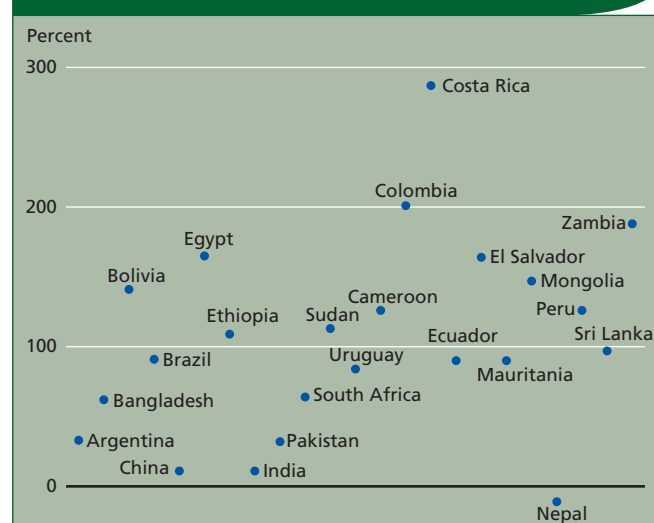 Percent
300
Costa Rica
Colombia
200
Zambia
Egypt
El Salvador
Bolivia
Mongolia
Cameroon
Ethiopia
Sudan
Peru
Ecuador
Sri Lanka
100
Brazil
Uruguay
Mauritania
Bangladesh
South Africa
Argentina
Pakistan
China
India
0
Nepal